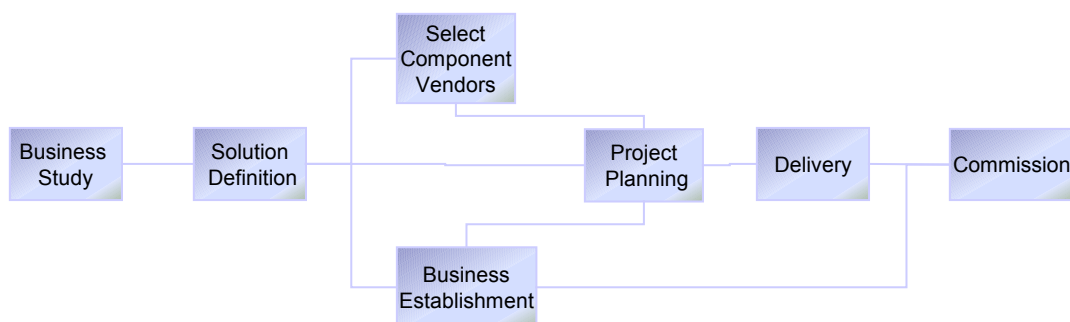 Business
Study
Solution
Definition
Select
Component
Vendors
Business
Establishment
Project
Planning
Delivery
Commission